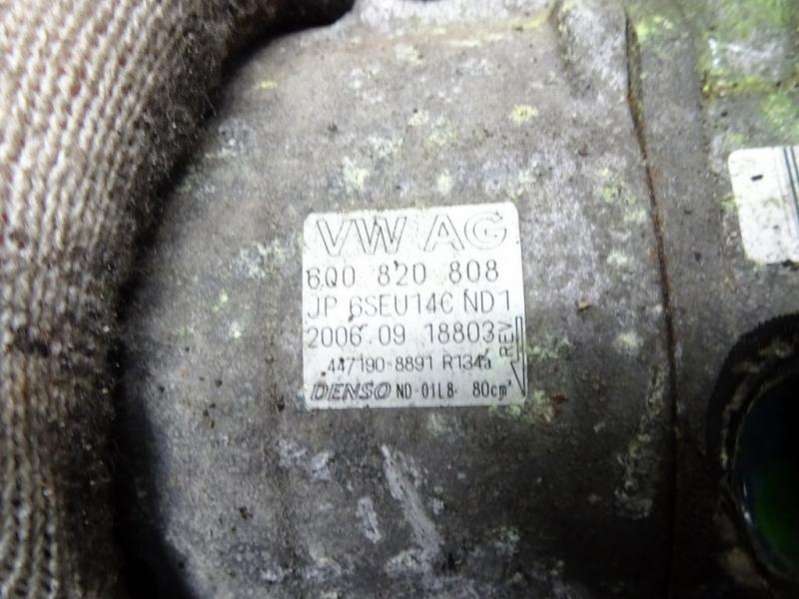 VW AG
6Q0 820 808
JP 6SEU14C ND1
2006.09 18803
REV
447190-8891 R134a
DENSO ND-OIL8 80cm³